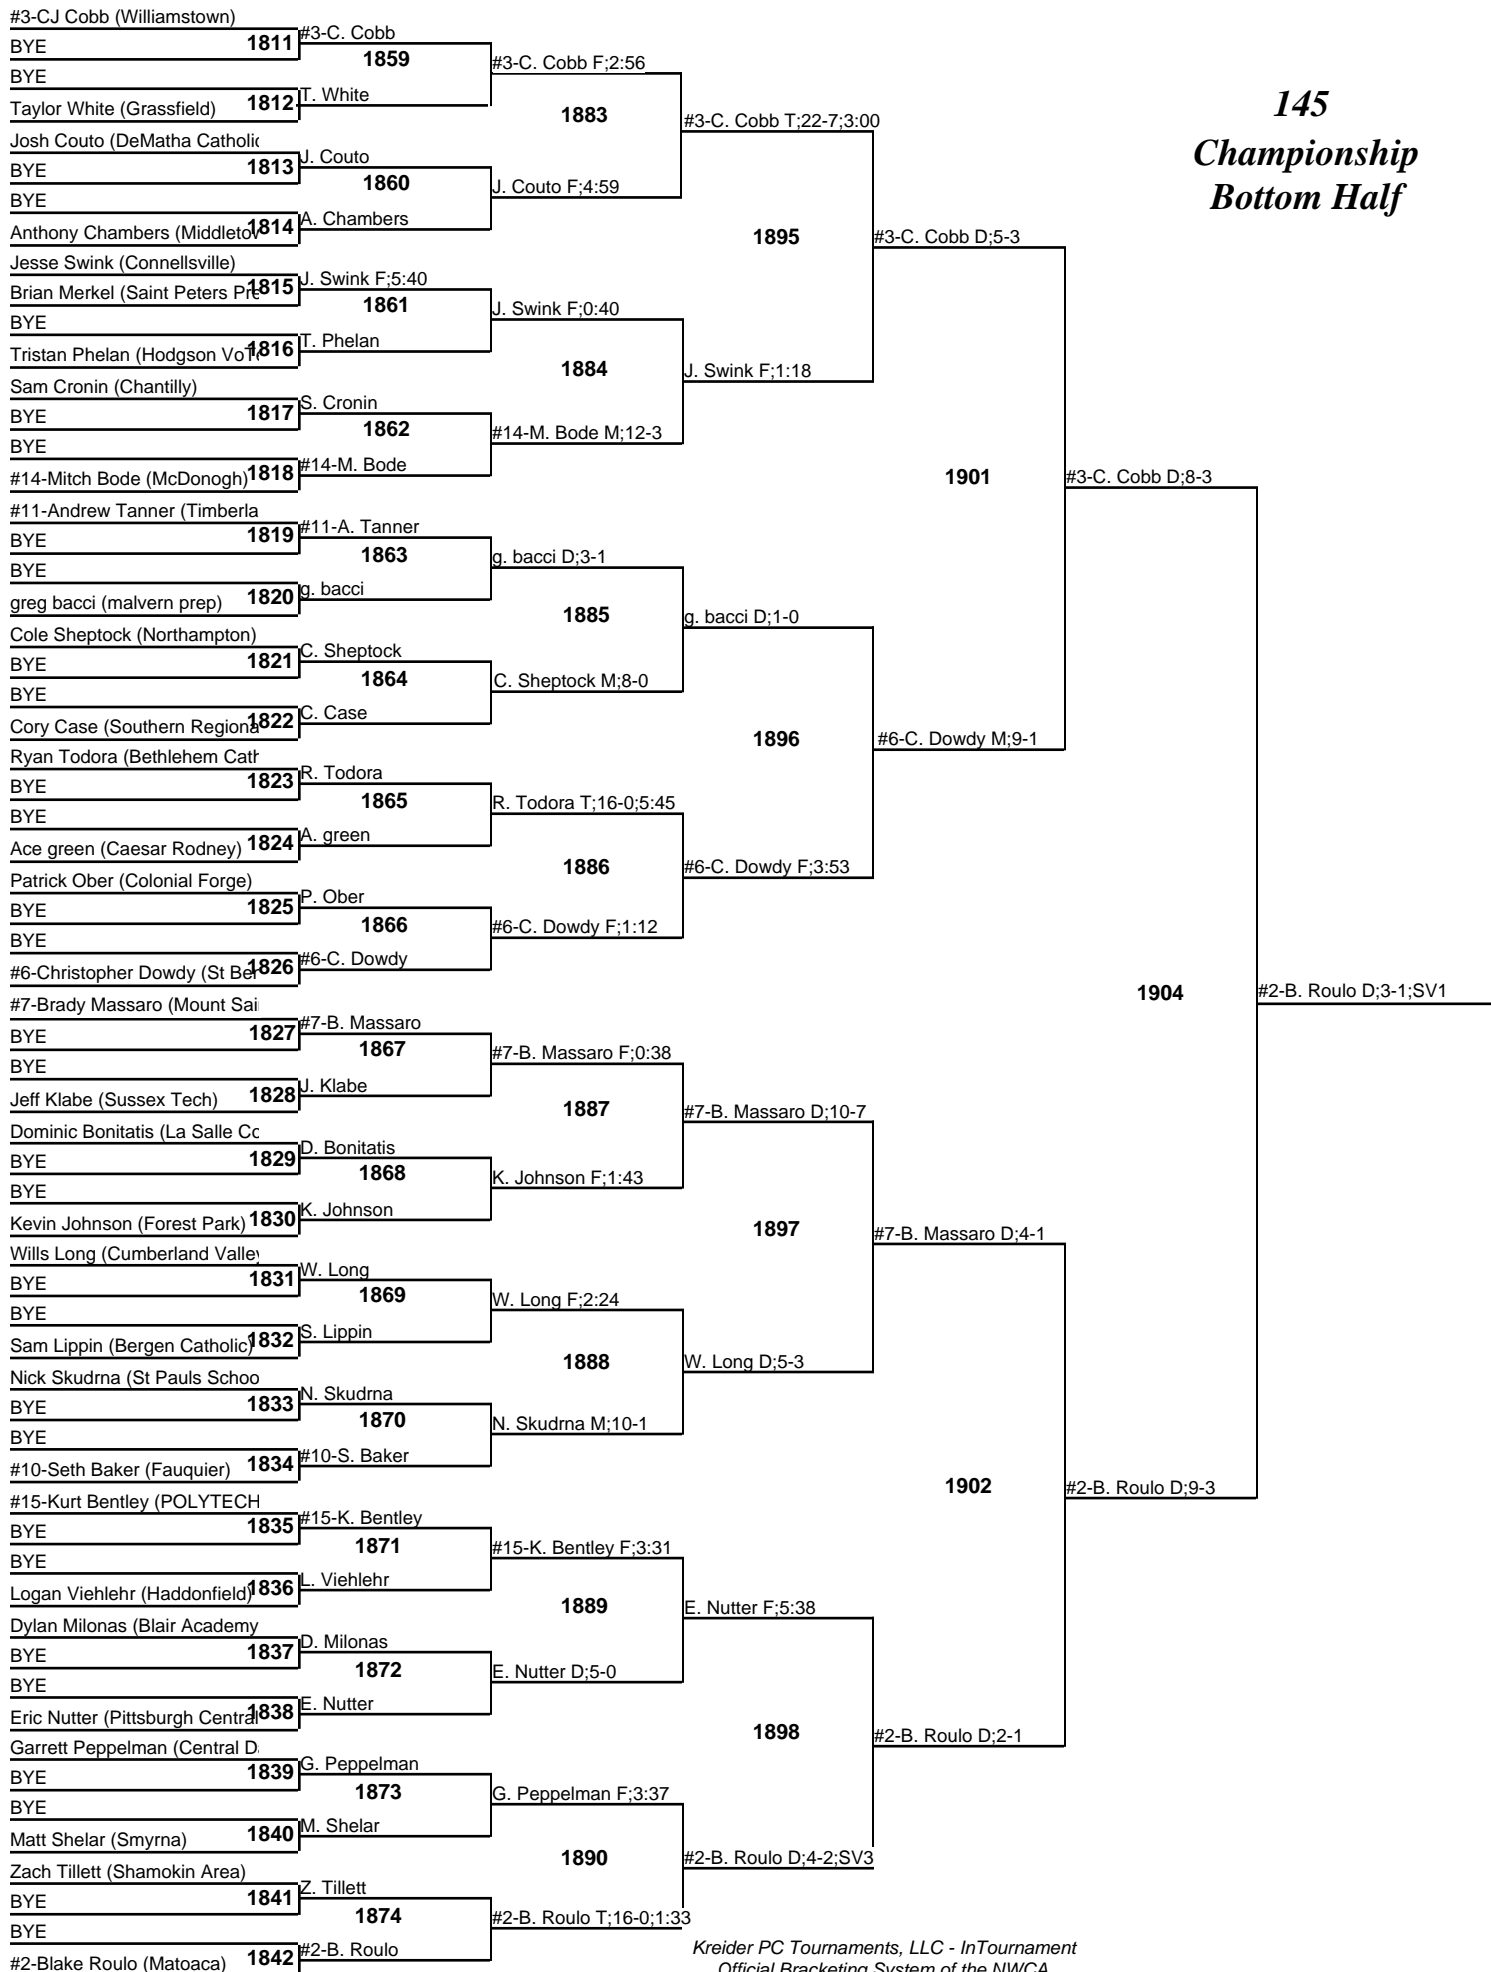 #3-CJ Cobb (Williamstown)
BYE
1811
BYE
Taylor White (Grassfield)
1812
Josh Couto (DeMatha Catholic
BYE
1813
BYE
Anthony Chambers (Middletow
1814
Jesse Swink (Connellsville)
Brian Merkel (Saint Peters Pre
1815
BYE
Tristan Phelan (Hodgson VoTe
1816
Sam Cronin (Chantilly)
BYE
1817
BYE
#14-Mitch Bode (McDonogh)
1818
#11-Andrew Tanner (Timberla
BYE
1819
BYE
greg bacci (malvern prep)
1820
Cole Sheptock (Northampton)
BYE
1821
BYE
Cory Case (Southern Regiona
1822
Ryan Todora (Bethlehem Cath
BYE
1823
BYE
Ace green (Caesar Rodney)
1824
Patrick Ober (Colonial Forge)
BYE
1825
BYE
#6-Christopher Dowdy (St Ber
1826
#7-Brady Massaro (Mount Sai
BYE
1827
BYE
Jeff Klabe (Sussex Tech)
1828
Dominic Bonitatis (La Salle Co
BYE
1829
BYE
Kevin Johnson (Forest Park)
1830
Wills Long (Cumberland Valley
BYE
1831
BYE
Sam Lippin (Bergen Catholic)
1832
Nick Skudrna (St Pauls Schoo
BYE
1833
BYE
#10-Seth Baker (Fauquier)
1834
#15-Kurt Bentley (POLYTECH
BYE
1835
BYE
Logan Viehlehr (Haddonfield)
1836
Dylan Milonas (Blair Academy
BYE
1837
BYE
Eric Nutter (Pittsburgh Central
1838
Garrett Peppelman (Central Da
BYE
1839
BYE
Matt Shelar (Smyrna)
1840
Zach Tillett (Shamokin Area)
BYE
1841
BYE
#2-Blake Roulo (Matoaca)
1842
#3-C. Cobb
1859
T. White
J. Couto
1860
A. Chambers
J. Swink F;5:40
1861
T. Phelan
S. Cronin
1862
#14-M. Bode
#11-A. Tanner
1863
g. bacci
C. Sheptock
1864
C. Case
R. Todora
1865
A. green
P. Ober
1866
#6-C. Dowdy
#7-B. Massaro
1867
J. Klabe
D. Bonitatis
1868
K. Johnson
W. Long
1869
S. Lippin
N. Skudrna
1870
#10-S. Baker
#15-K. Bentley
1871
L. Viehlehr
D. Milonas
1872
E. Nutter
G. Peppelman
1873
M. Shelar
Z. Tillett
1874
#2-B. Roulo
#3-C. Cobb F;2:56
1883
J. Couto F;4:59
J. Swink F;0:40
1884
#14-M. Bode M;12-3
g. bacci D;3-1
1885
C. Sheptock M;8-0
R. Todora T;16-0;5:45
1886
#6-C. Dowdy F;1:12
#7-B. Massaro F;0:38
1887
K. Johnson F;1:43
W. Long F;2:24
1888
N. Skudrna M;10-1
#15-K. Bentley F;3:31
1889
E. Nutter D;5-0
G. Peppelman F;3:37
1890
#2-B. Roulo T;16-0;1:33
#3-C. Cobb T;22-7;3:00
1895
J. Swink F;1:18
g. bacci D;1-0
1896
#6-C. Dowdy F;3:53
#7-B. Massaro D;10-7
1897
W. Long D;5-3
E. Nutter F;5:38
1898
#2-B. Roulo D;4-2;SV3
#3-C. Cobb D;5-3
1901
#6-C. Dowdy M;9-1
#7-B. Massaro D;4-1
1902
#2-B. Roulo D;2-1
#3-C. Cobb D;8-3
1904
#2-B. Roulo D;9-3
#2-B. Roulo D;3-1;SV1
145
Championship
Bottom Half
Kreider PC Tournaments, LLC - InTournament
Official Bracketing System of the NWCA